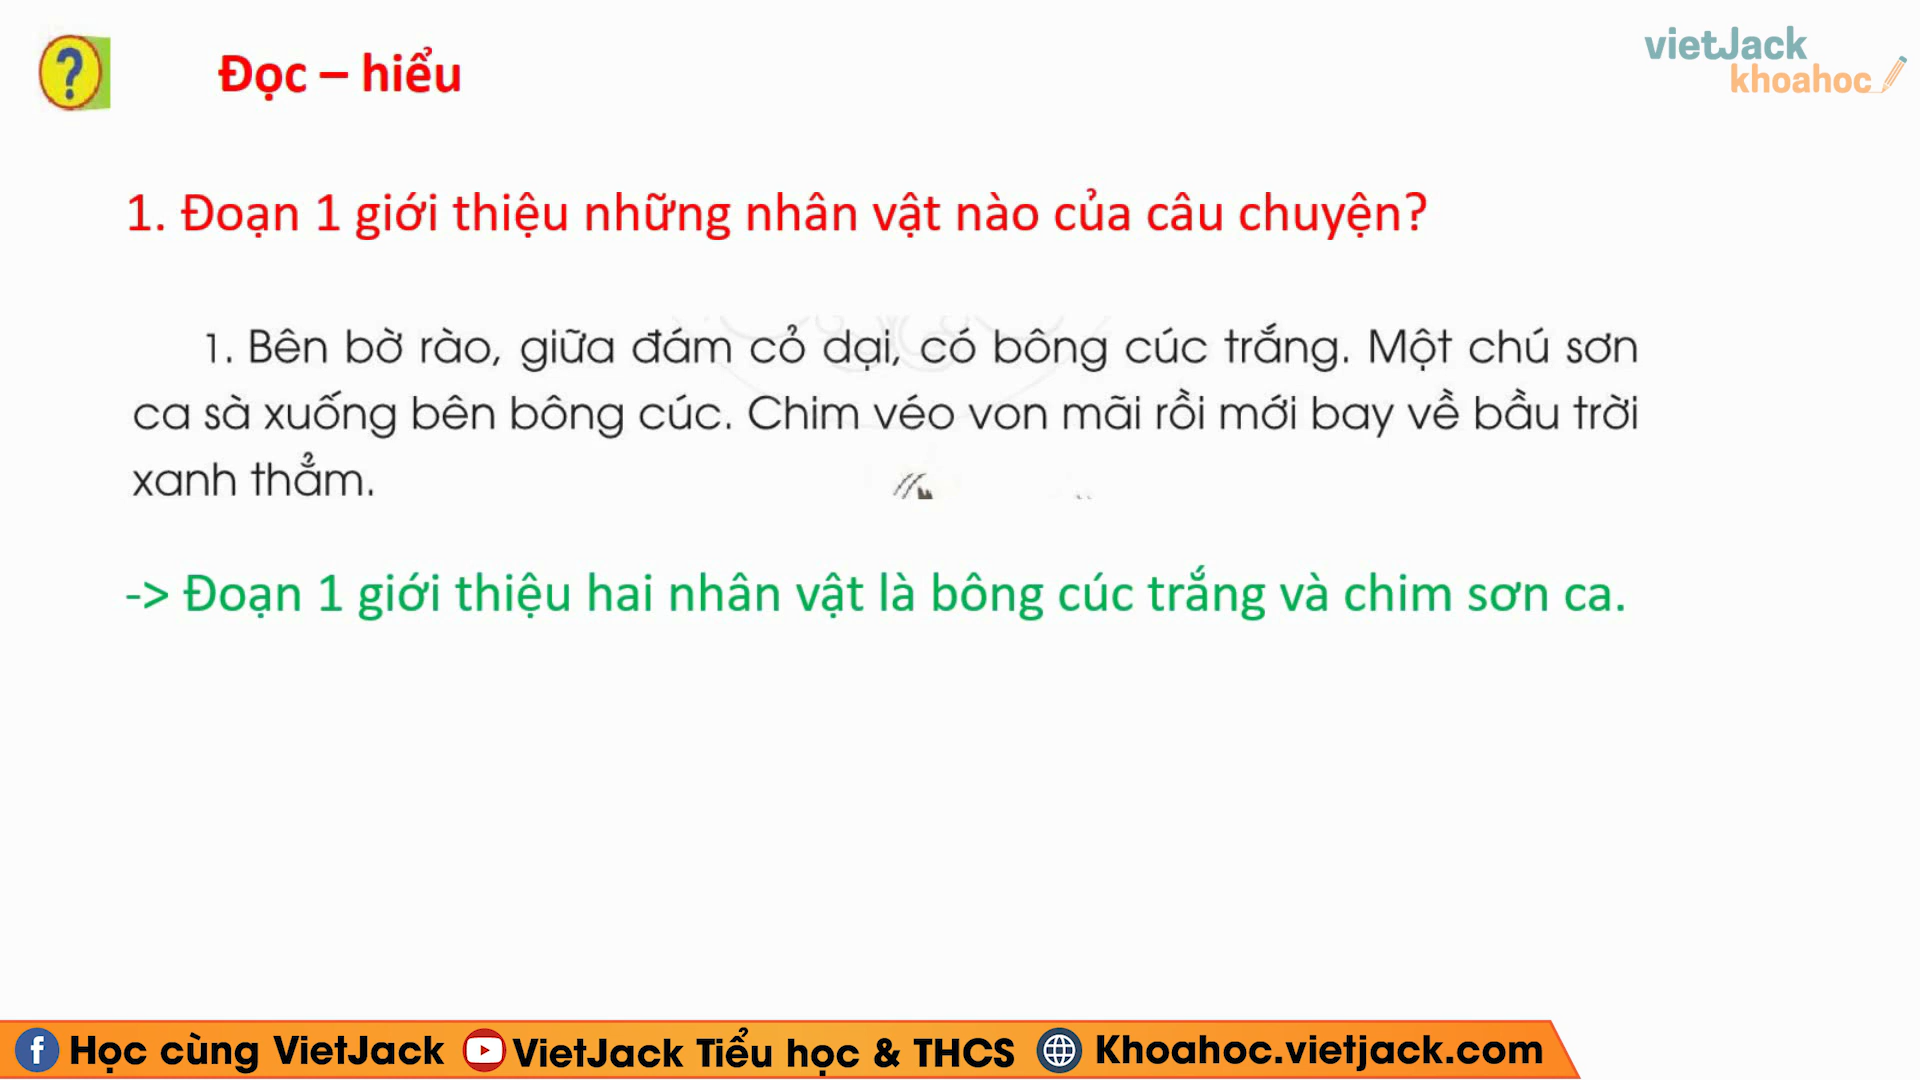 vietJack
khoahoc
?
Đọc – hiểu
1. Đoạn 1 giới thiệu những nhân vật nào của câu chuyện?
1. Bên bờ rào, giữa đám cỏ dại, có bông cúc trắng. Một chú sơn
ca sà xuống bên bông cúc. Chim véo von mãi rồi mới bay về bầu trời
xanh thẳm.
-> Đoạn 1 giới thiệu hai nhân vật là bông cúc trắng và chim sơn ca.
f Học cùng VietJack VietJack Tiểu học & THCS Khoahoc.vietjack.com